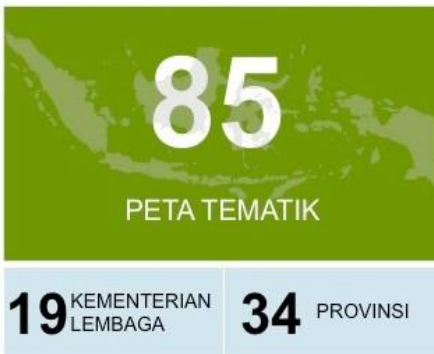 85
PETA TEMATIK
19 KEMENTERIAN
LEMBAGA
34 PROVINSI